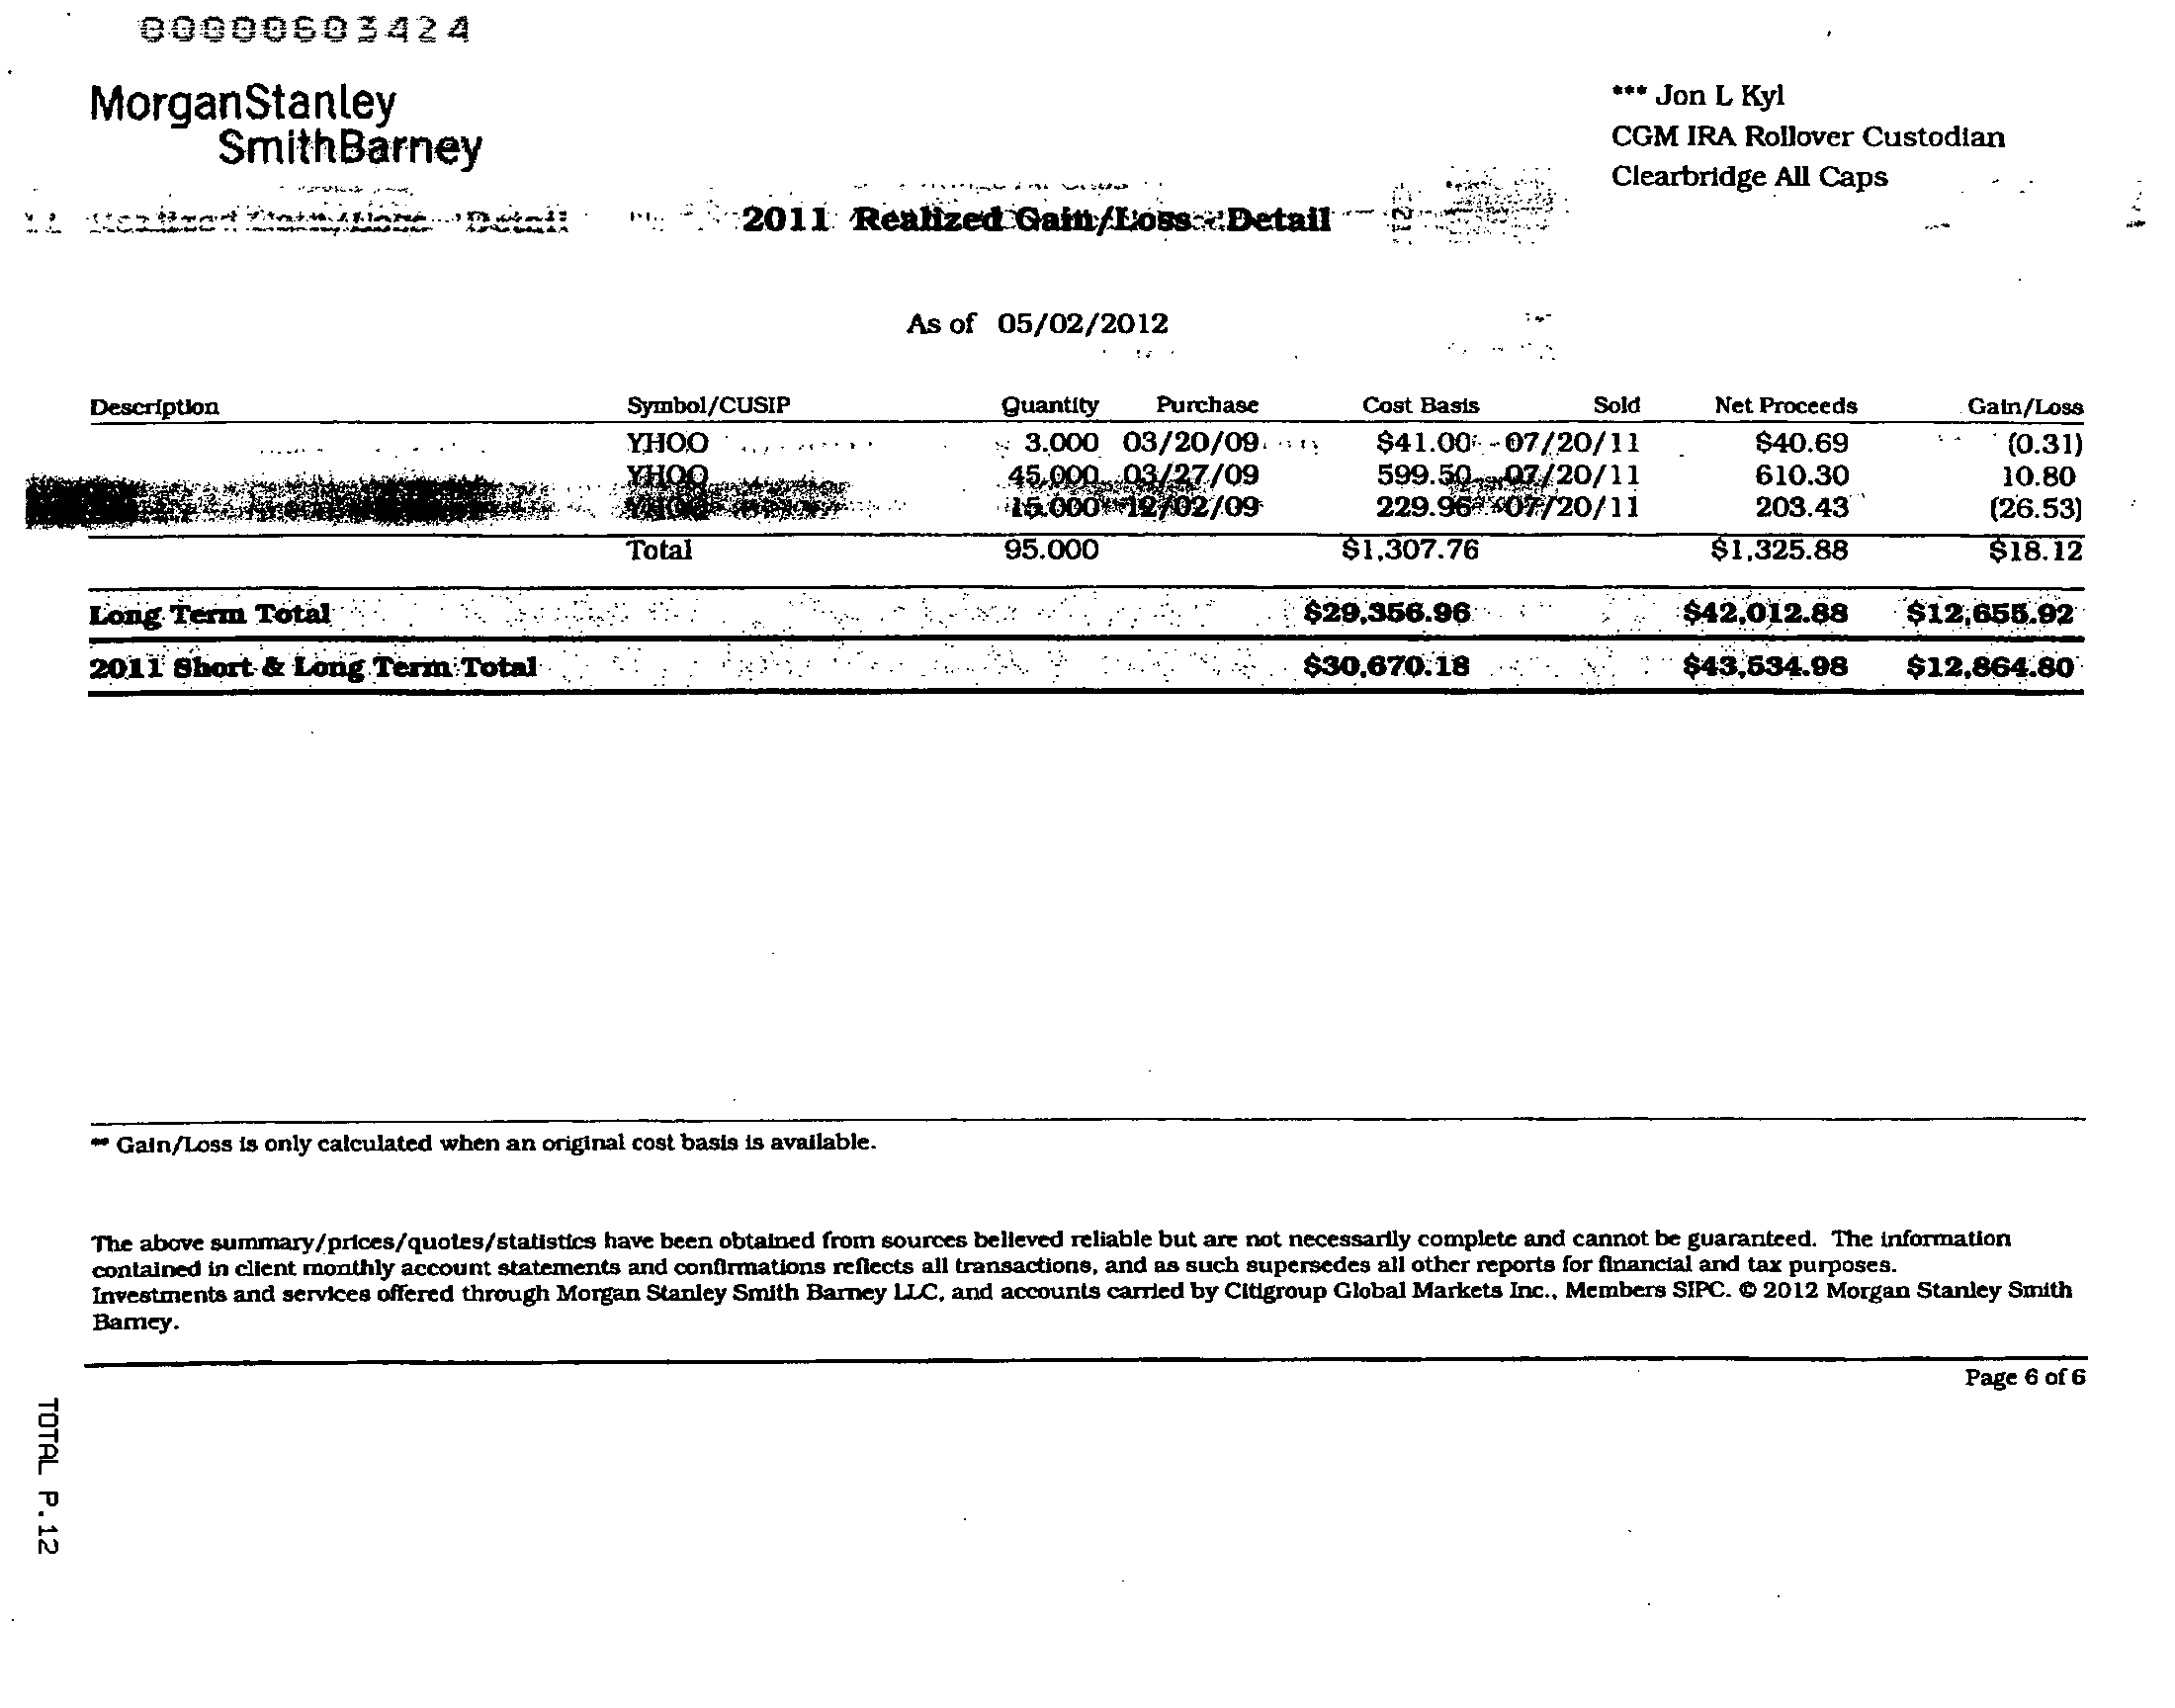 00000603424
MorganStanley
SmithBarney
*** Jon L Kyl
CGM IRA Rollover Custodian
Clearbridge All Caps
2011 Realized Gain/Loss - Detail
As of 05/02/2012
Description Symbol/CUSIP Quantity Purchase Cost Basis Sold Net Proceeds Gain/Loss
YHOO 3.000 03/20/09 $41.00 07/20/11 $40.69 (0.31)
YHOO 45.000 03/27/09 599.50 07/20/11 610.30 10.80
YHOO 15.000 12/02/09 229.96 07/20/11 203.43 (26.53)
Total 95.000 $1,307.76 $1,325.88 $18.12
Long Term Total $29,356.96 $42,012.88 $12,655.92
2011 Short & Long Term Total $30,670.18 $43,534.98 $12,864.80
** Gain/Loss is only calculated when an original cost basis is available.
The above summary/prices/quotes/statistics have been obtained from sources believed reliable but are not necessarily complete and cannot be guaranteed. The information
contained in client monthly account statements and confirmations reflects all transactions, and as such supersedes all other reports for financial and tax purposes.
Investments and services offered through Morgan Stanley Smith Barney LLC, and accounts carried by Citigroup Global Markets Inc., Members SIPC. © 2012 Morgan Stanley Smith
Barney.
Page 6 of 6
TOTAL P.12